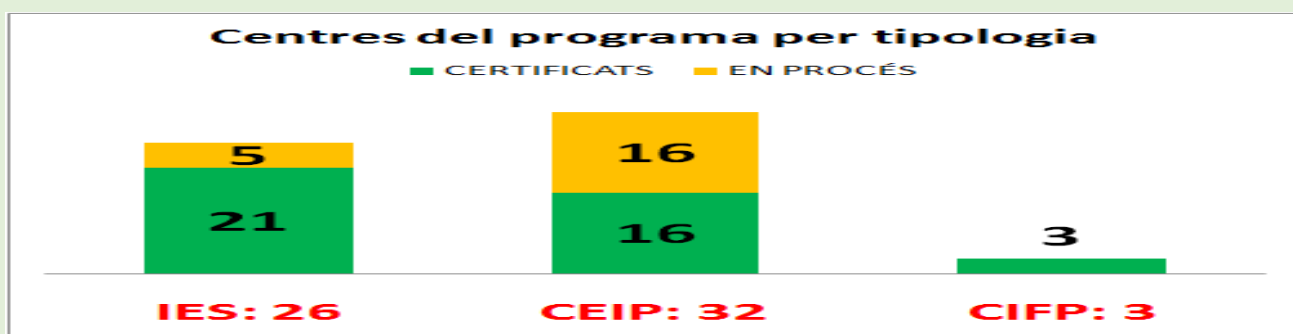 Centres del programa per tipologia
CERTIFICATS EN PROCÉS
5
16
21
16
3
IES: 26 CEIP: 32 CIFP: 3